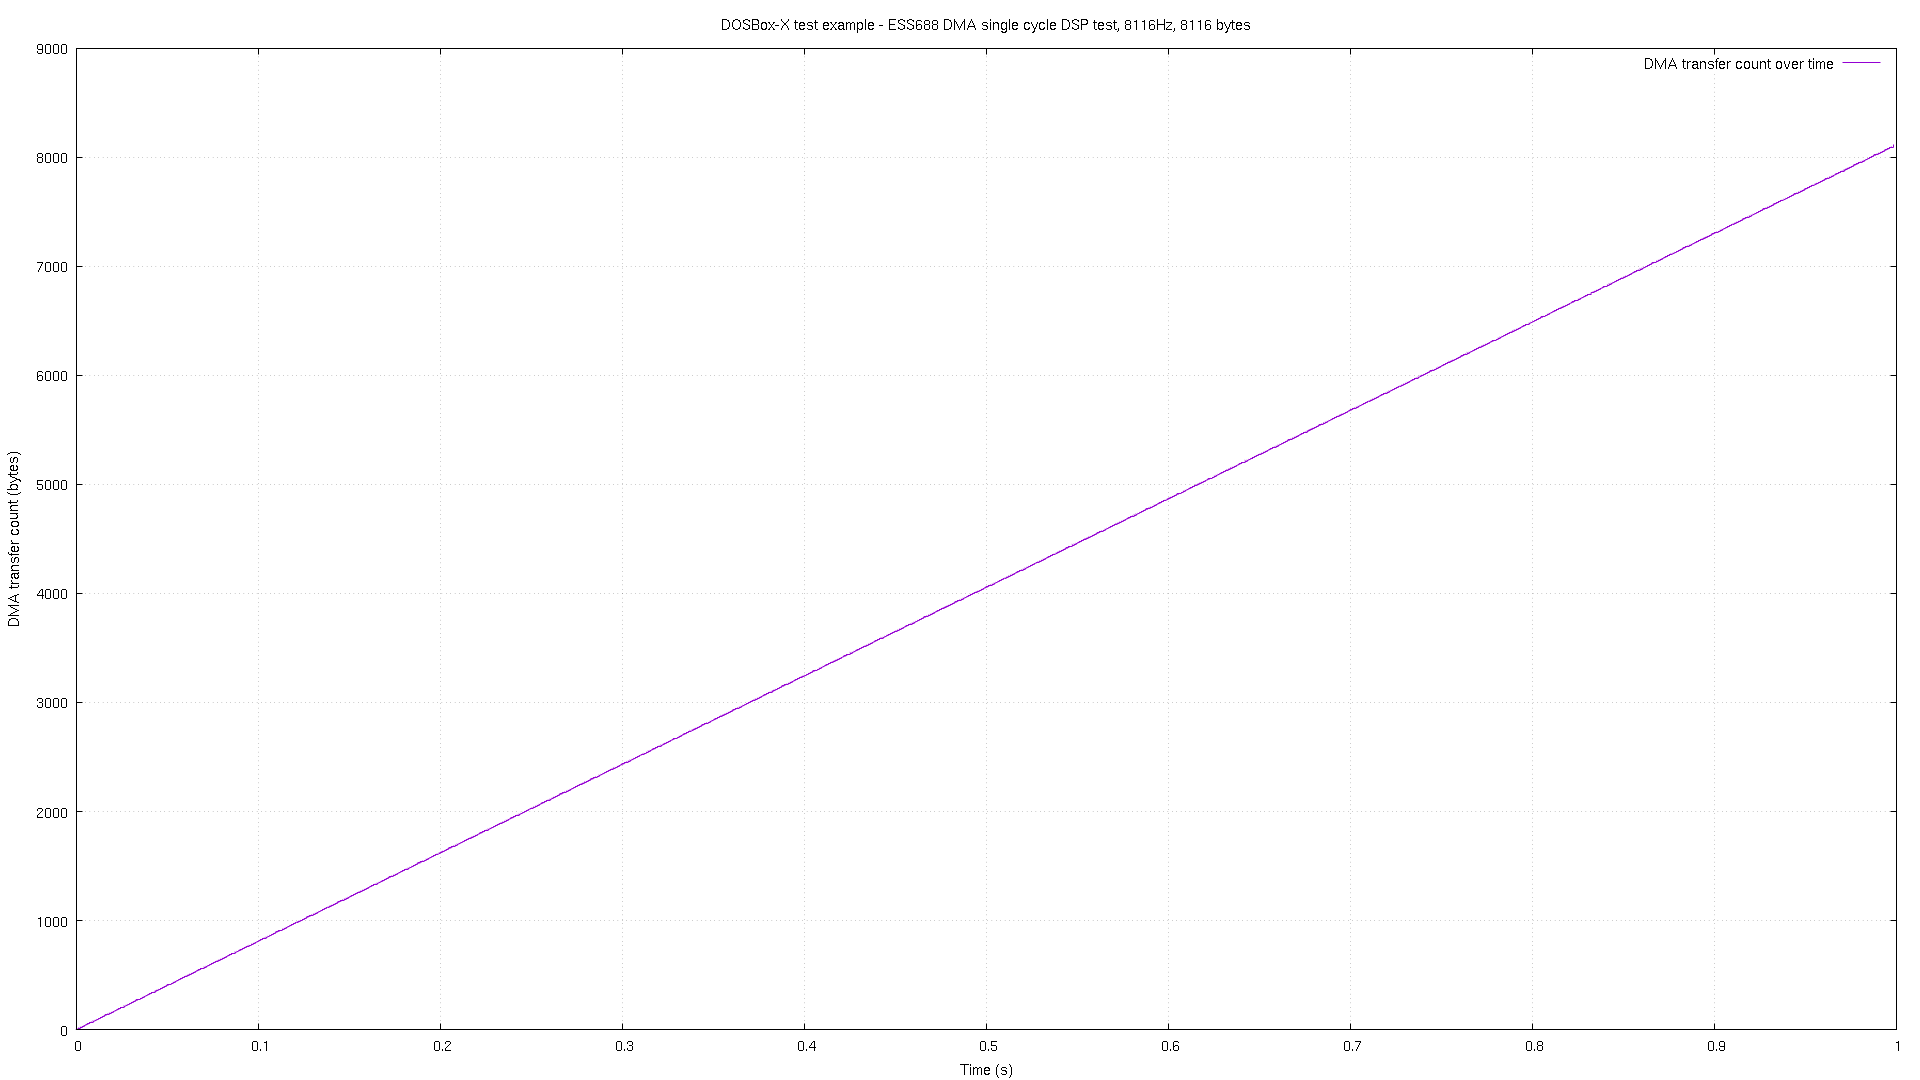 DOSBox-X test example - ESS688 DMA single cycle DSP test, 8116Hz, 8116 bytes
DMA transfer count over time
9000
8000
7000
6000
5000
4000
3000
2000
1000
0
DMA transfer count (bytes)
0 0.1 0.2 0.3 0.4 0.5 0.6 0.7 0.8 0.9 1
Time (s)